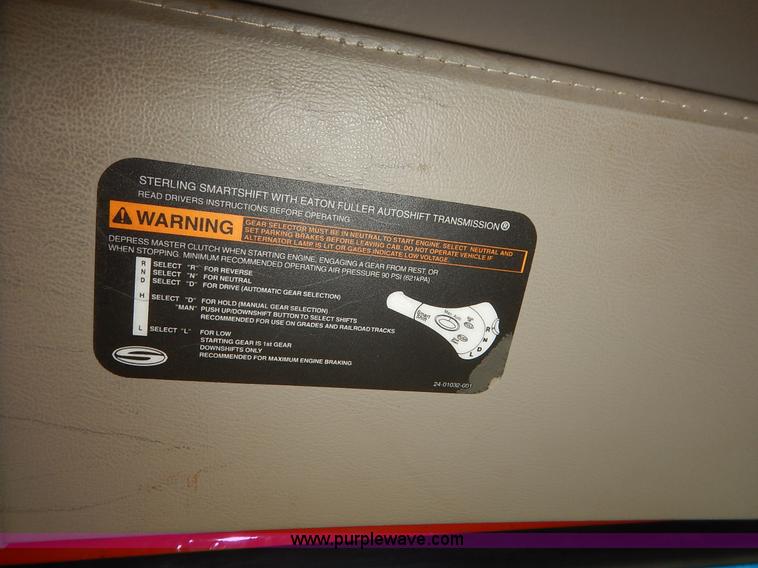 STERLING SMARTSHIFT WITH EATON FULLER AUTOSHIFT TRANSMISSION®
READ DRIVERS INSTRUCTIONS BEFORE OPERATING
WARNING
GEAR SELECTOR MUST BE IN NEUTRAL TO START ENGINE, SELECT NEUTRAL AND
SET PARKING BRAKES BEFORE LEAVING CAB. DO NOT OPERATE VEHICLE IF
ALTERNATOR LAMP IS LIT OR GAGES INDICATE LOW VOLTAGE.
DEPRESS MASTER CLUTCH WHEN STARTING ENGINE, ENGAGING A GEAR FROM REST, OR
WHEN STOPPING. MINIMUM RECOMMENDED OPERATING AIR PRESSURE 90 PSI (621kPA)
R SELECT "R" FOR REVERSE
N SELECT "N" FOR NEUTRAL
D SELECT "D" FOR DRIVE (AUTOMATIC GEAR SELECTION)
H SELECT "D" FOR HOLD (MANUAL GEAR SELECTION)
"MAN" PUSH UP/DOWNSHIFT BUTTON TO SELECT SHIFTS
RECOMMENDED FOR USE ON GRADES AND RAILROAD TRACKS
L SELECT "L" FOR LOW
STARTING GEAR IS 1st GEAR
DOWNSHIFTS ONLY
RECOMMENDED FOR MAXIMUM ENGINE BRAKING
Smart
Shift
R
N
D
L
24-01032-001
www.purplewave.com